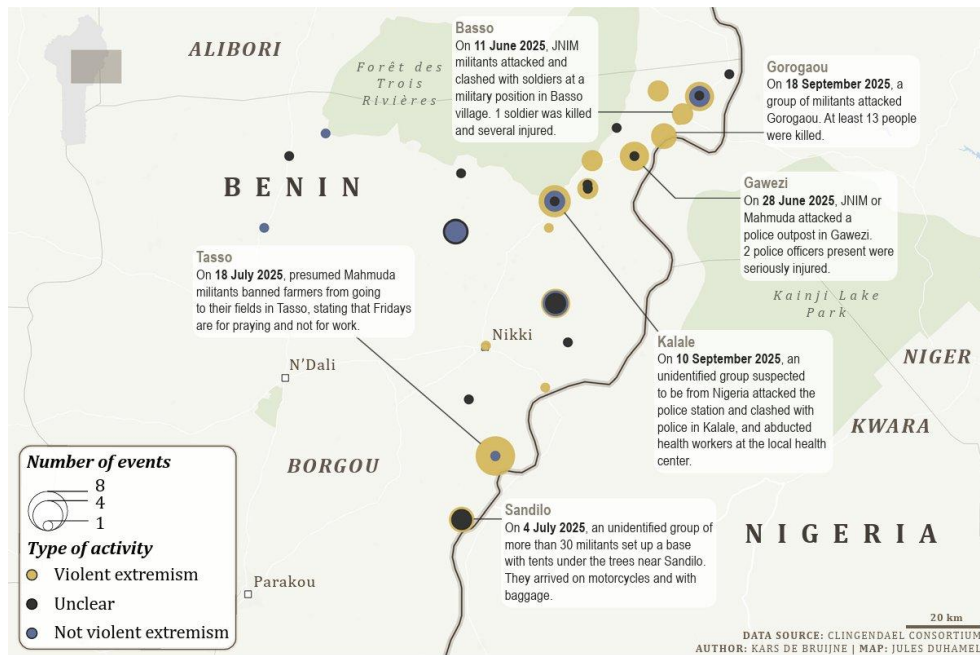 ALIBORI
Forêt des
Trois
Rivières
Basso
On 11 June 2025, JNIM
militants attacked and
clashed with soldiers at a
military position in Basso
village. 1 soldier was killed
and several injured.
Gorogaou
On 18 September 2025, a
group of militants attacked
Gorogaou. At least 13 people
were killed.
BENIN
Gawezi
On 28 June 2025, JNIM or
Mahmuda attacked a
police outpost in Gawezi.
2 police officers present were
seriously injured.
Tasso
On 18 July 2025, presumed Mahmuda
militants banned farmers from going
to their fields in Tasso, stating that Fridays
are for praying and not for work.
Kainji Lake
Park
Nikki
N'Dali
Kalale
On 10 September 2025, an
unidentified group suspected
to be from Nigeria attacked the
police station and clashed with
police in Kalale, and abducted
health workers at the local health
center.
NIGER
KWARA
BORGOU
Number of events
8
4
1
Type of activity
Violent extremism
Unclear
Not violent extremism
Sandilo
On 4 July 2025, an unidentified group of
more than 30 militants set up a base
with tents under the trees near Sandilo.
They arrived on motorcycles and with
baggage.
NIGERIA
Parakou
20 km
DATA SOURCE: CLINGENDAEL CONSORTIUM
AUTHOR: KARS DE BRUIJNE | MAP: JULES DUHAMEL